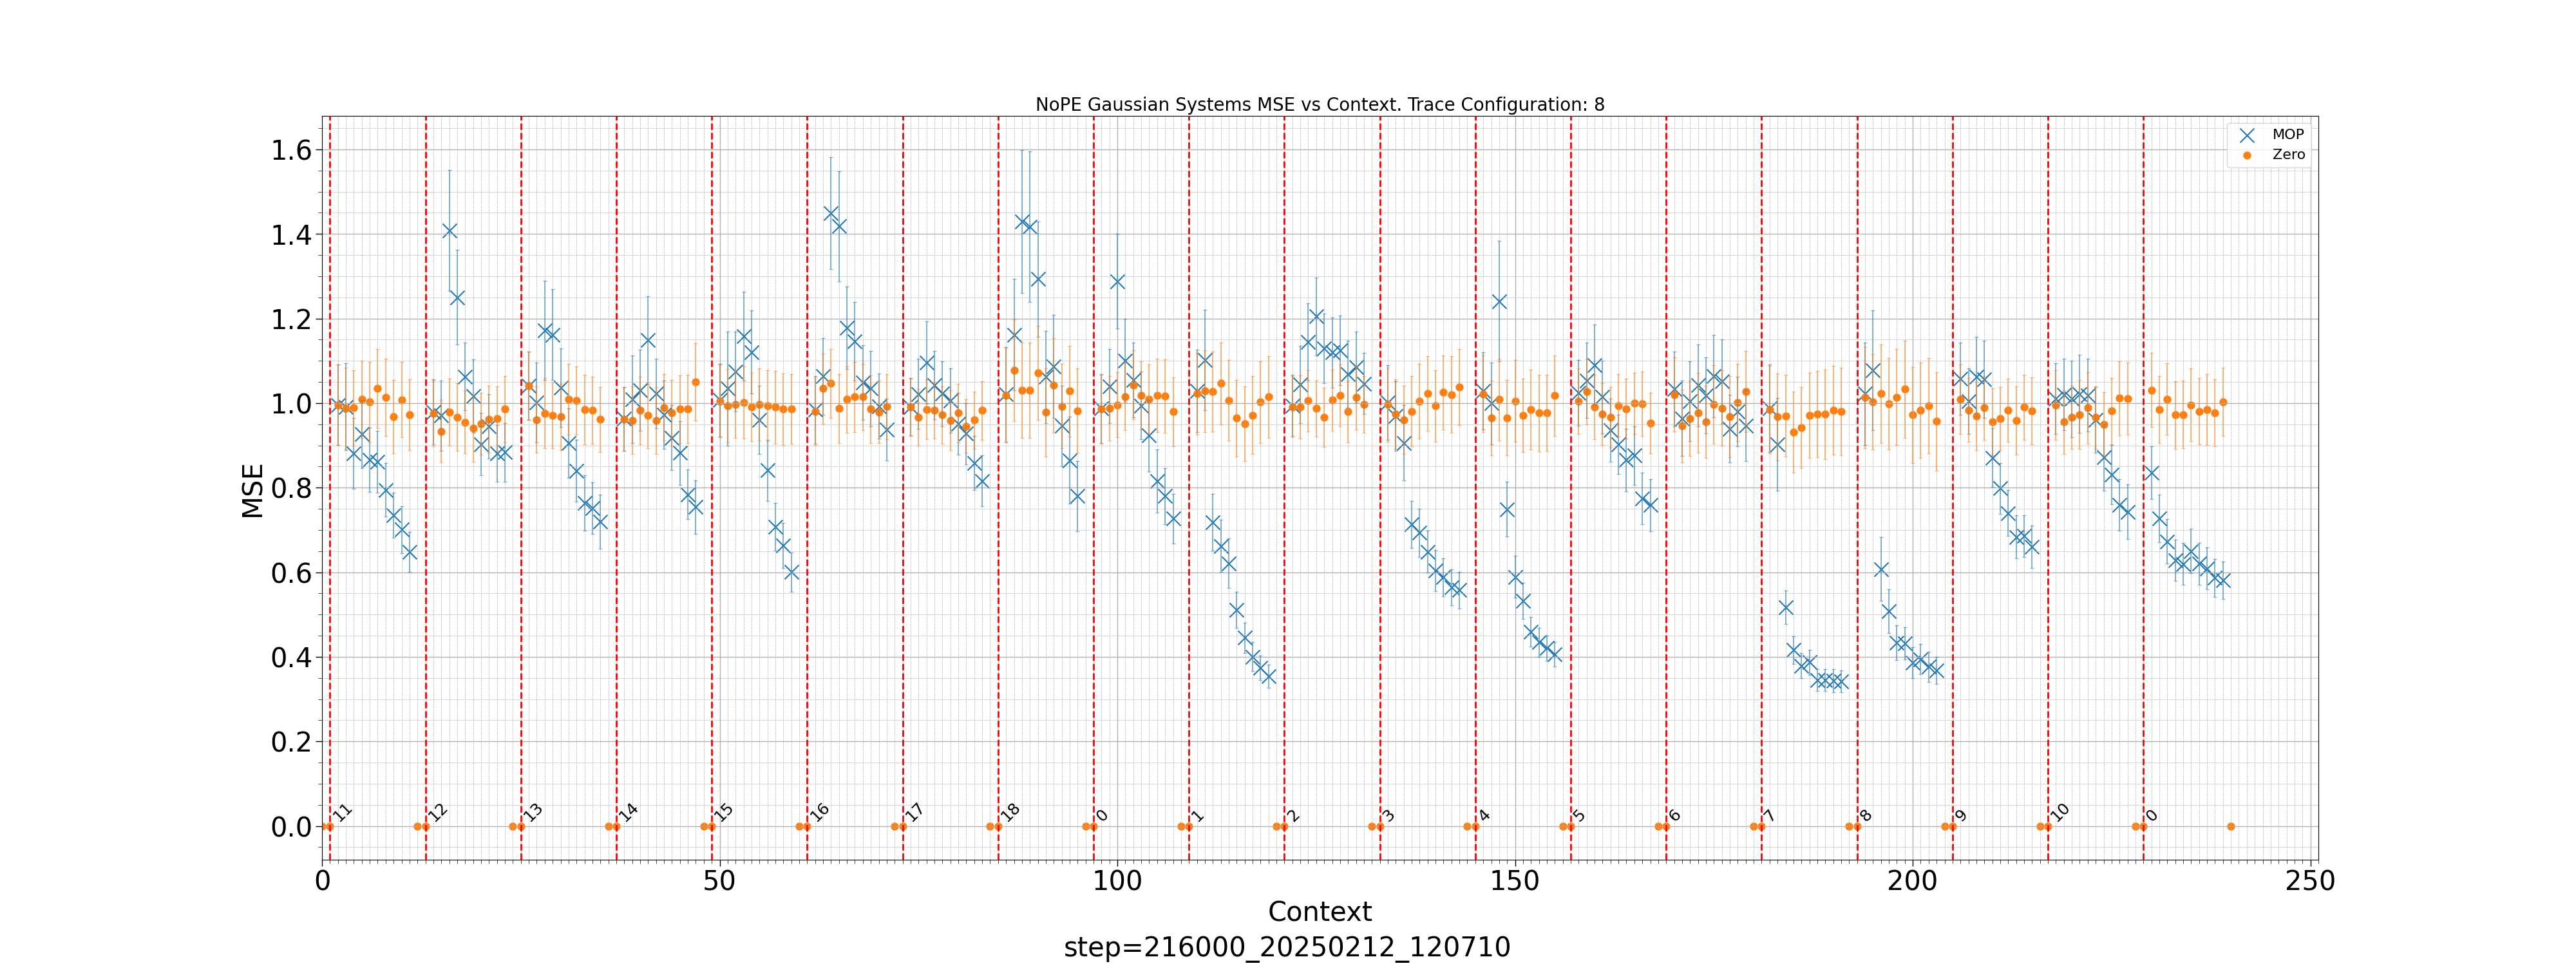 NoPE Gaussian Systems MSE vs Context. Trace Configuration: 8
MOP
Zero
1.6
1.4
1.2
1.0
0.8
0.6
0.4
0.2
0.0
MSE
11 12 13 14 15 16 17 18 0 1 2 3 4 5 6 7 8 9 10 0
0 50 100 150 200 250
Context
step=216000_20250212_120710